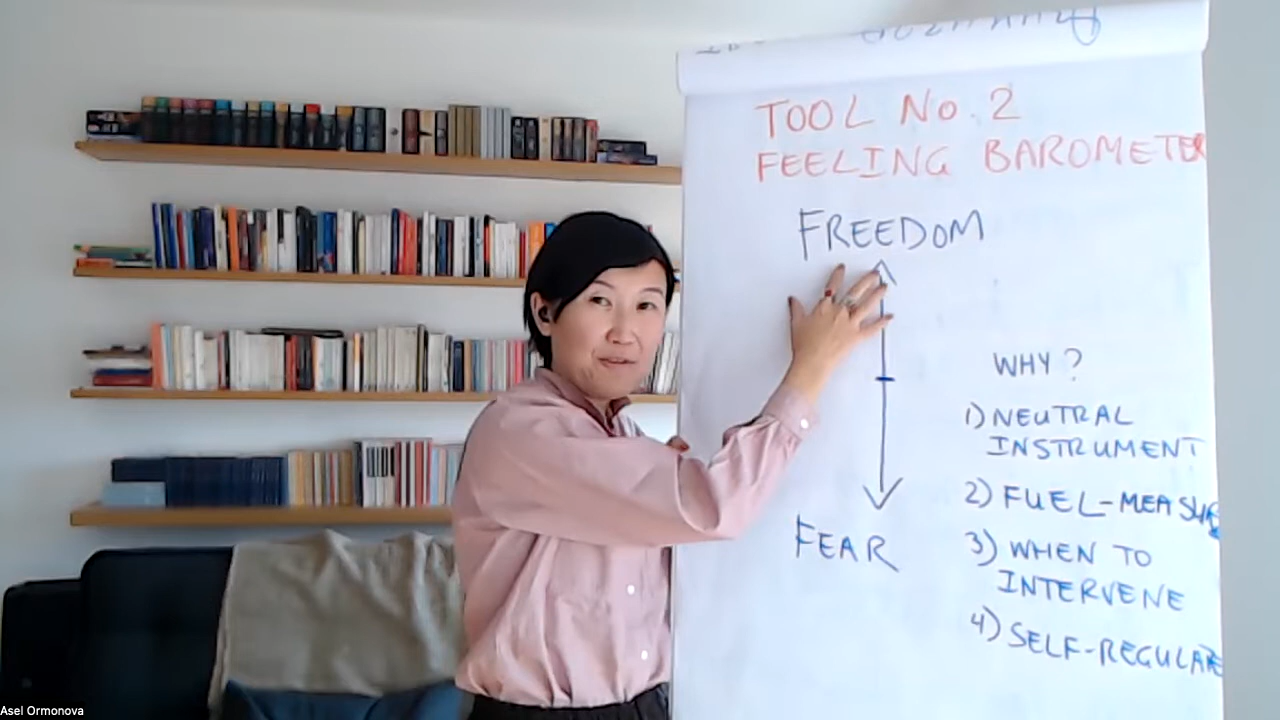 TOOL No. 2
FEELING BAROMETER
FREEDOM
WHY?
1) NEUTRAL
INSTRUMENT
2) FUEL-MEASURE
3) WHEN TO
INTERVENE
4) SELF-REGULATE
FEAR
Asel Ormonova